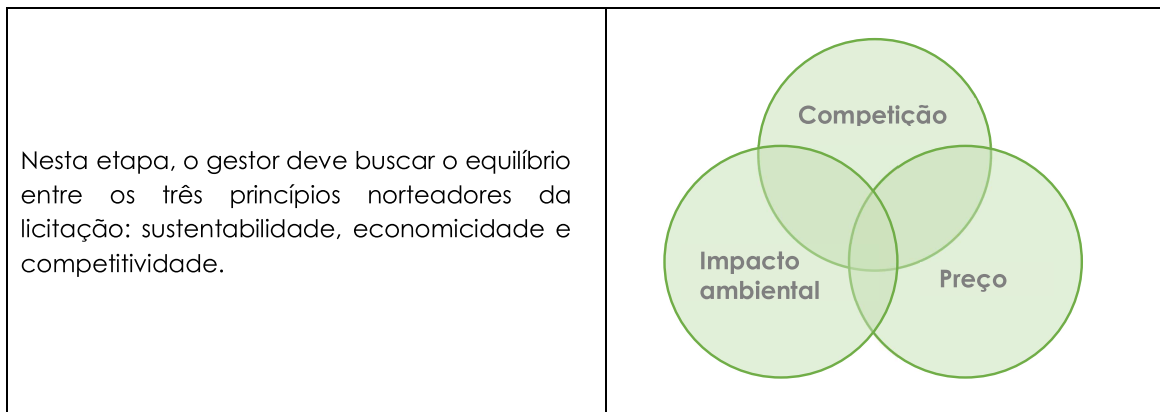 Nesta etapa, o gestor deve buscar o equilíbrio
entre os três princípios norteadores da
licitação: sustentabilidade, economicidade e
competitividade.
Competição
Impacto
ambiental
Preço